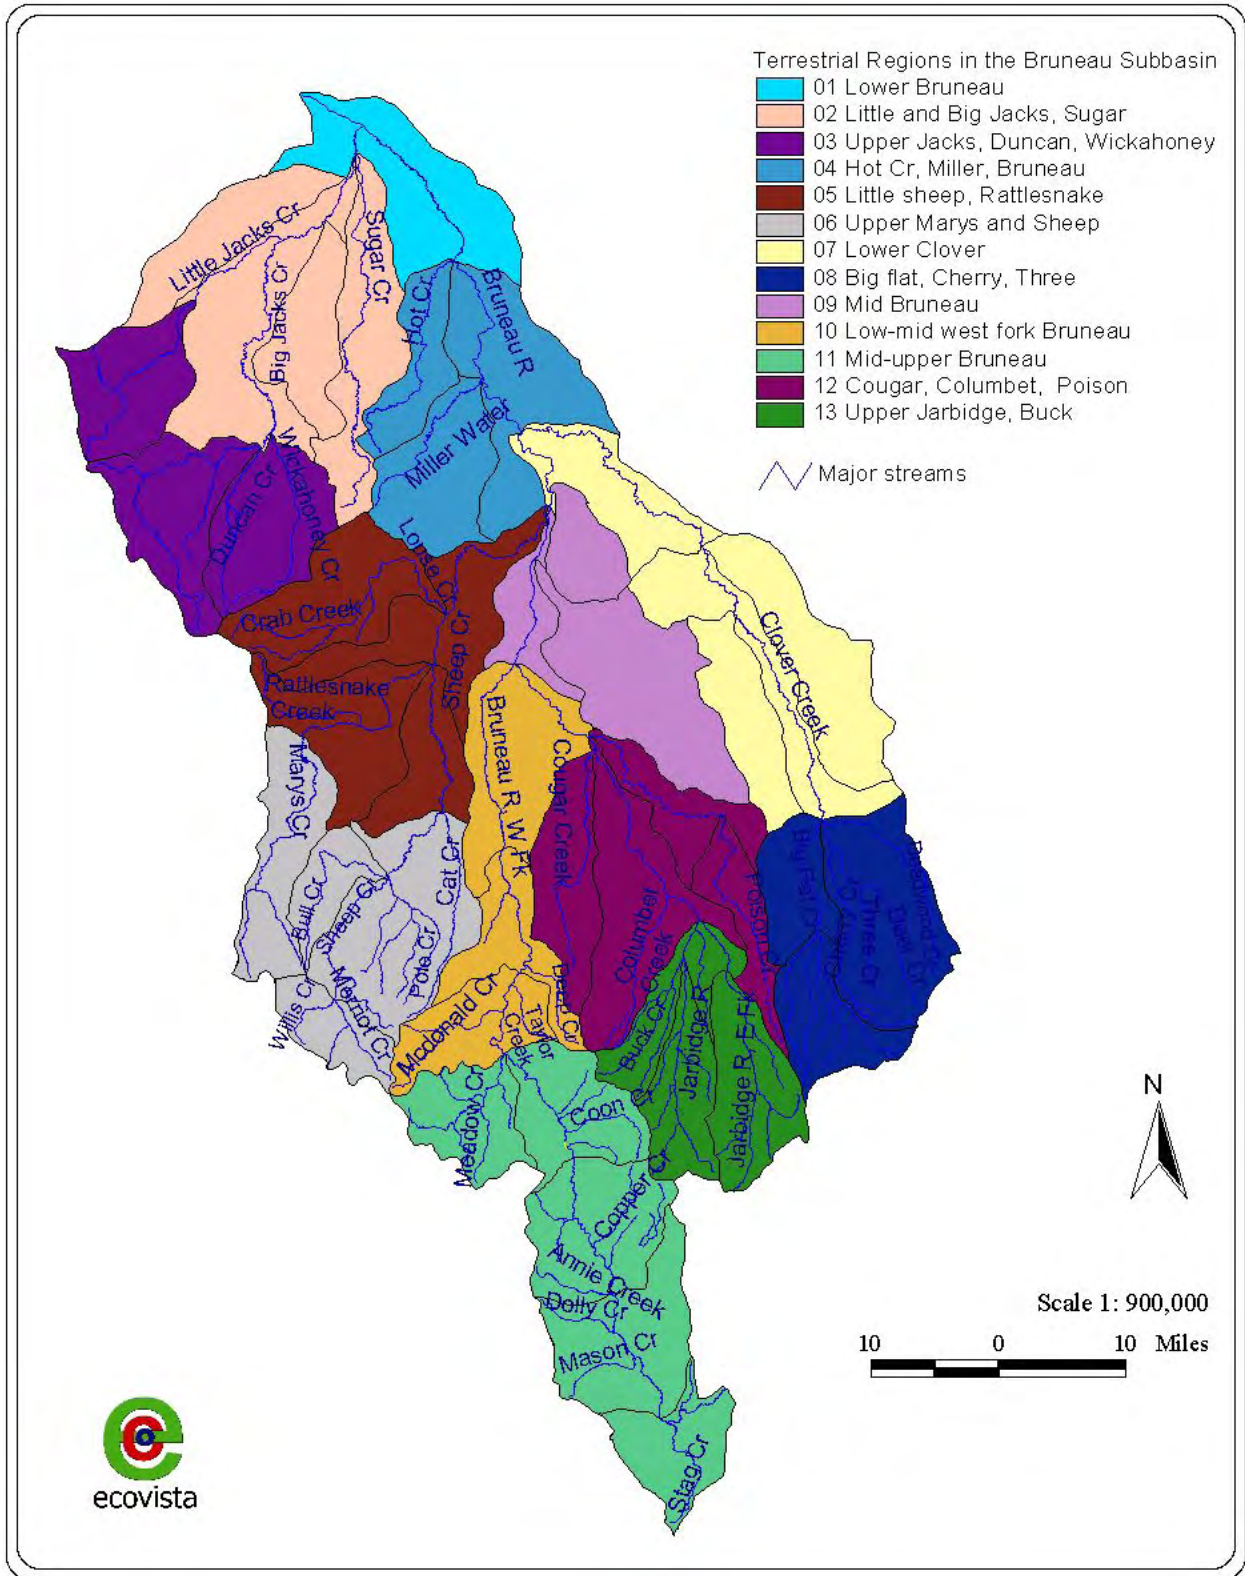 Terrestrial Regions in the Bruneau Subbasin
01 Lower Bruneau
02 Little and Big Jacks, Sugar
03 Upper Jacks, Duncan, Wickahoney
04 Hot Cr, Miller, Bruneau
05 Little sheep, Rattlesnake
06 Upper Marys and Sheep
07 Lower Clover
08 Big flat, Cherry, Three
09 Mid Bruneau
10 Low-mid west fork Bruneau
11 Mid-upper Bruneau
12 Cougar, Columbet, Poison
13 Upper Jarbidge, Buck
Major streams
Little Jacks Cr
Big Jacks Cr
Sugar Cr
Hot Cr
Bruneau R
Miller Water
Wickahoney Cr
Duncan Cr
Crab Creek
Sheep Cr
Rattlesnake
Creek
Clover Creek
Marys Cr
Bruneau R, W Fk
Cougar Creek
Cat Cr
Bull Cr
Sheep Cr
Pole Cr
Merriot Cr
Willis Cr
Columbet
Creek
Poison Cr
Big Flat Cr
Three Cr
Deadwood Cr
Mcdonald Cr
Taylor
Creek
Buck Cr
Jarbidge R
Jarbidge R, E Fk
Meadow Cr
Coon
Copper Cr
Annie Creek
Dolly Cr
Mason Cr
Stag Cr
N
Scale 1: 900,000
10 0 10 Miles
ecovista